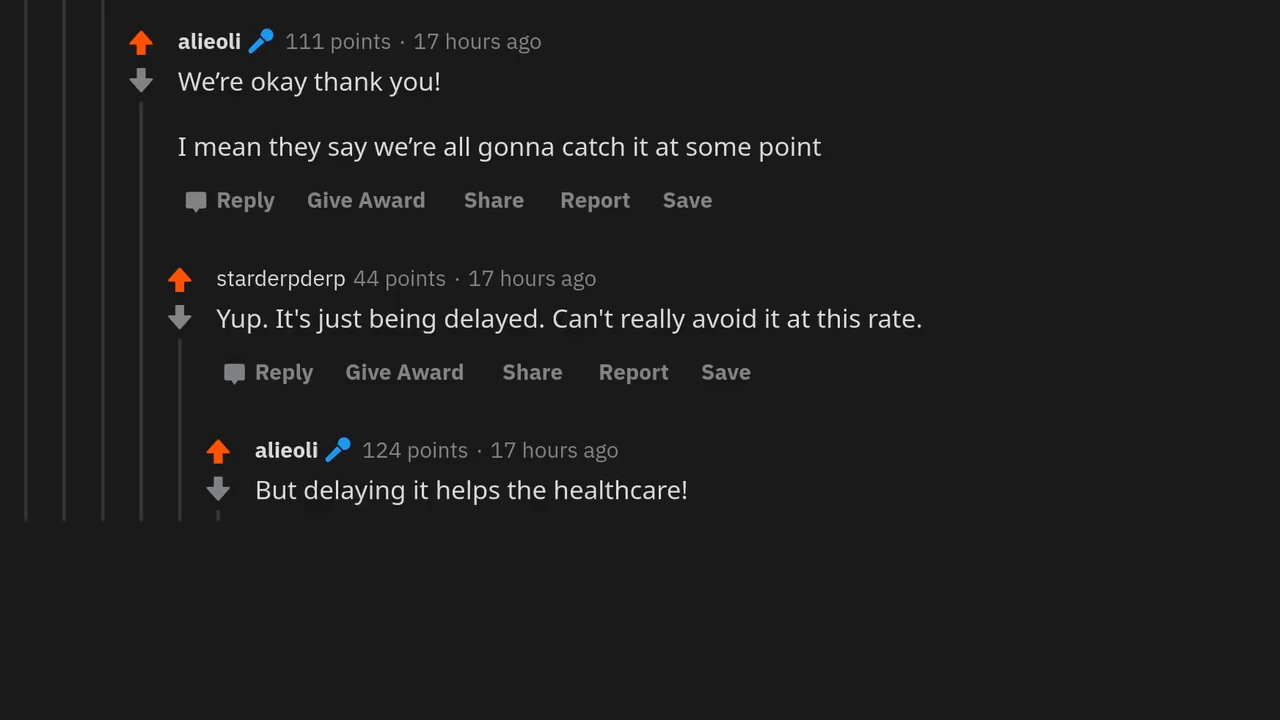 alieoli 111 points · 17 hours ago
We’re okay thank you!
I mean they say we’re all gonna catch it at some point
Reply Give Award Share Report Save
starderpderp 44 points · 17 hours ago
Yup. It's just being delayed. Can't really avoid it at this rate.
Reply Give Award Share Report Save
alieoli 124 points · 17 hours ago
But delaying it helps the healthcare!